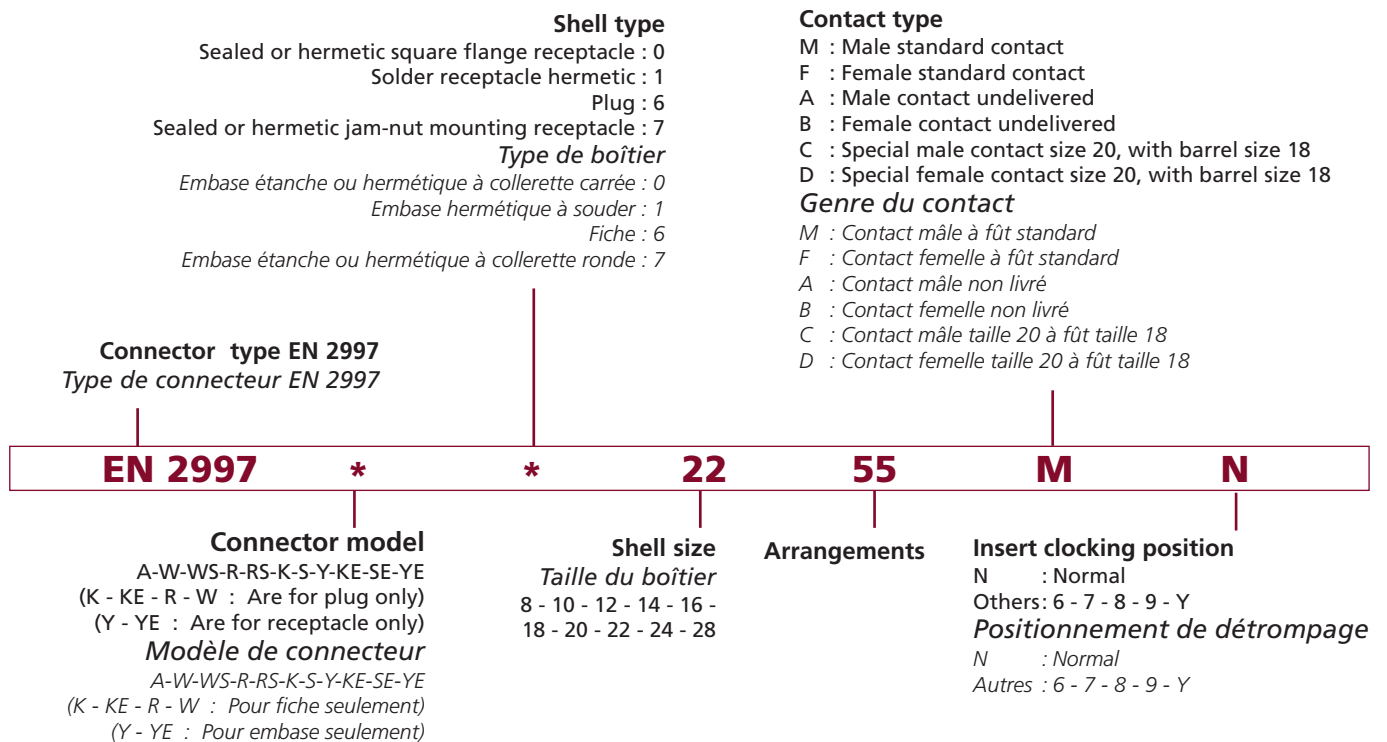 Shell type
Sealed or hermetic square flange receptacle : 0
Solder receptacle hermetic : 1
Plug : 6
Sealed or hermetic jam-nut mounting receptacle : 7
Type de boîtier
Embase étanche ou hermétique à collerette carrée : 0
Embase hermétique à souder : 1
Fiche : 6
Embase étanche ou hermétique à collerette ronde : 7
Contact type
M : Male standard contact
F : Female standard contact
A : Male contact undelivered
B : Female contact undelivered
C : Special male contact size 20, with barrel size 18
D : Special female contact size 20, with barrel size 18
Genre du contact
M : Contact mâle à fût standard
F : Contact femelle à fût standard
A : Contact mâle non livré
B : Contact femelle non livré
C : Contact mâle taille 20 à fût taille 18
D : Contact femelle taille 20 à fût taille 18
Connector type EN 2997
Type de connecteur EN 2997
EN 2997 * * 22 55 M N
Connector model
A-W-WS-R-RS-K-S-Y-KE-SE-YE
(K - KE - R - W : Are for plug only)
(Y - YE : Are for receptacle only)
Modèle de connecteur
A-W-WS-R-RS-K-S-Y-KE-SE-YE
(K - KE - R - W : Pour fiche seulement)
(Y - YE : Pour embase seulement)
Shell size
Taille du boîtier
8 - 10 - 12 - 14 - 16 -
18 - 20 - 22 - 24 - 28
Arrangements
Insert clocking position
N : Normal
Others: 6 - 7 - 8 - 9 - Y
Positionnement de détrompage
N : Normal
Autres : 6 - 7 - 8 - 9 - Y